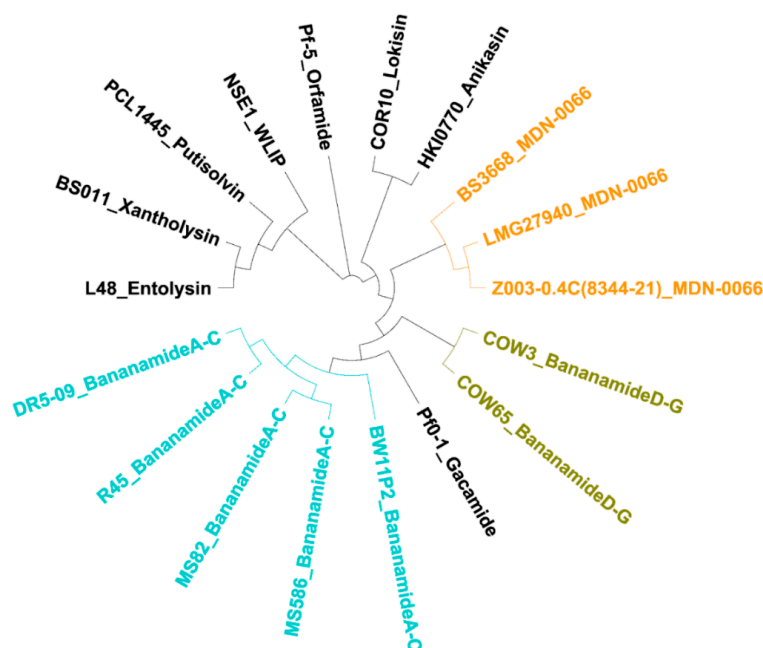 Pf-5_Orfamide
COR10_Lokisin
HKI0770_Anikasin
BS3668_MDN-0066
LMG27940_MDN-0066
Z003-0.4C(8344-21)_MDN-0066
COW3_BananamideD-G
COW65_BananamideD-G
Pf0-1_Gacamide
BW11P2_BananamideA-C
MS586_BananamideA-C
MS82_BananamideA-C
R45_BananamideA-C
DR5-09_BananamideA-C
L48_Entolysin
BS011_Xantholysin
PCL1445_Putisolvin
NSE1_WLIP